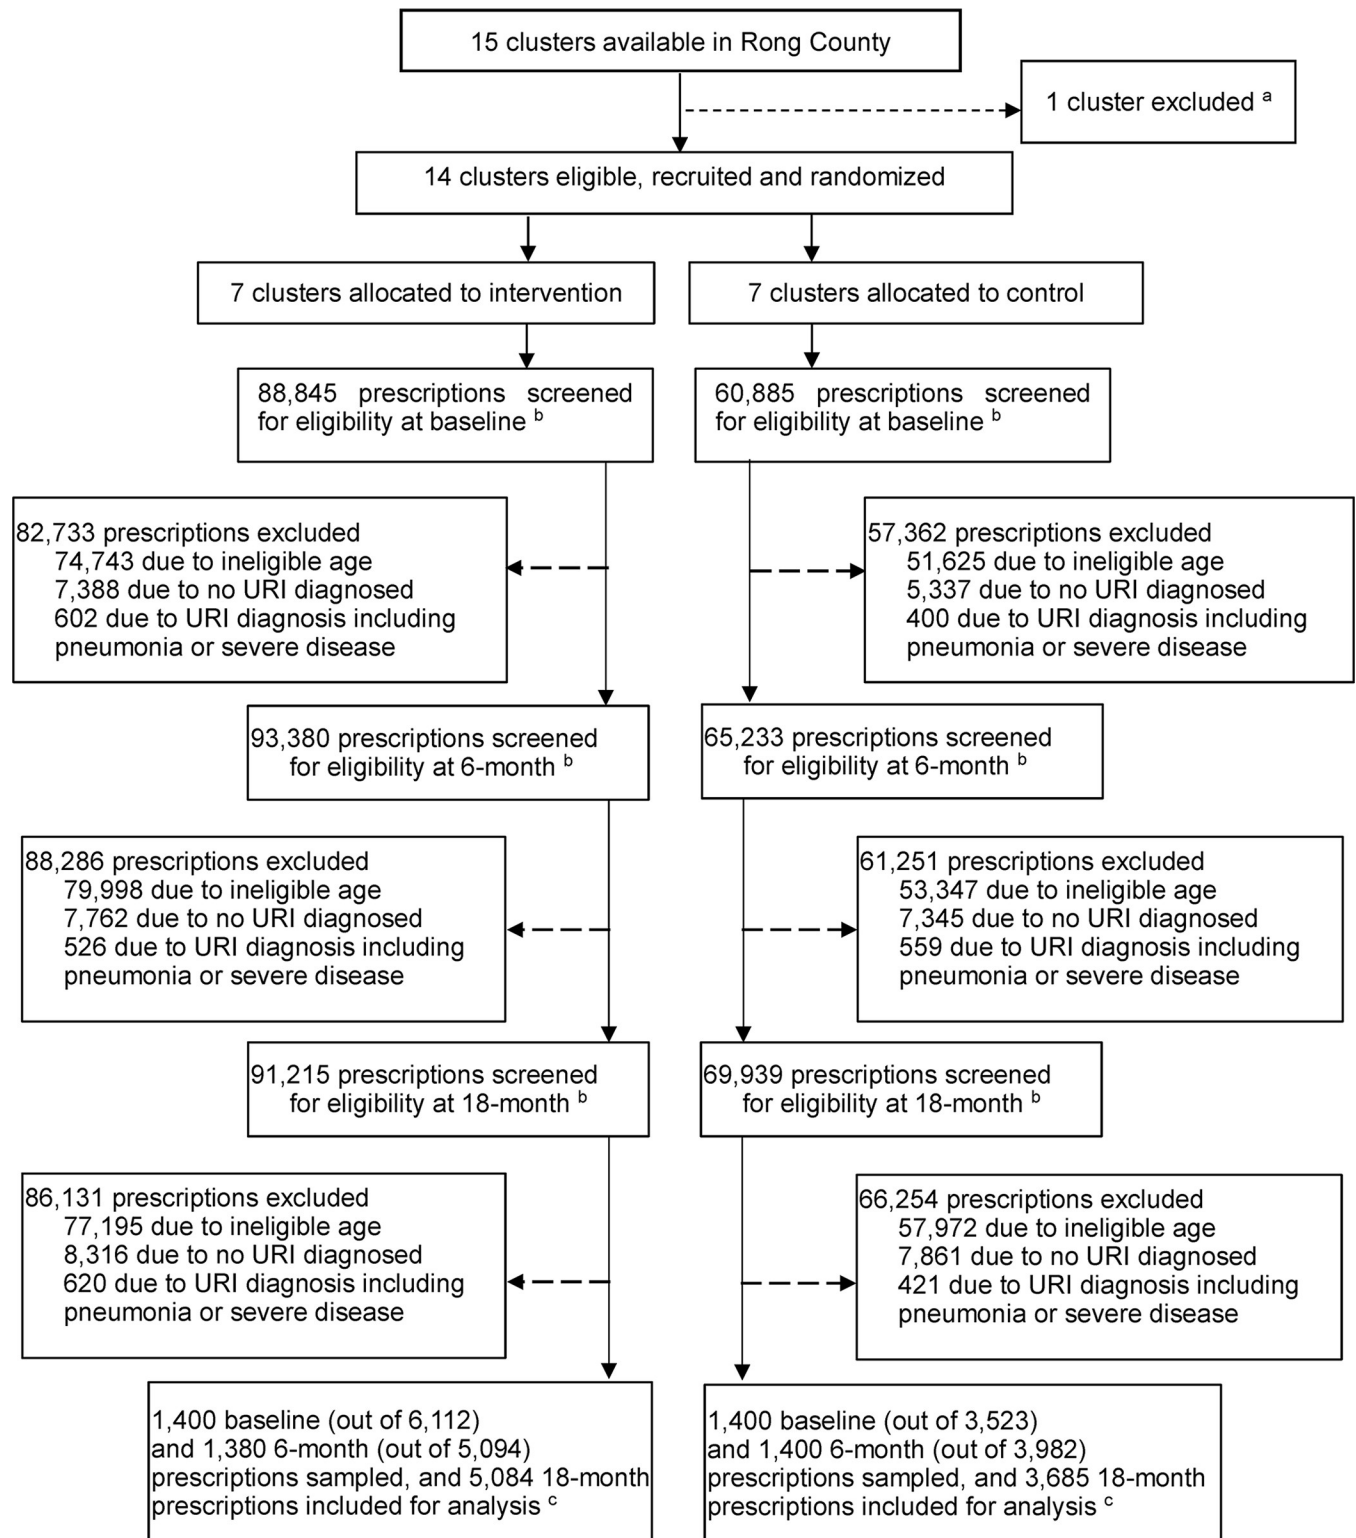 15 clusters available in Rong County
1 cluster excluded a
14 clusters eligible, recruited and randomized
7 clusters allocated to intervention
7 clusters allocated to control
88,845 prescriptions screened
for eligibility at baseline b
60,885 prescriptions screened
for eligibility at baseline b
82,733 prescriptions excluded
74,743 due to ineligible age
7,388 due to no URI diagnosed
602 due to URI diagnosis including
pneumonia or severe disease
57,362 prescriptions excluded
51,625 due to ineligible age
5,337 due to no URI diagnosed
400 due to URI diagnosis including
pneumonia or severe disease
93,380 prescriptions screened
for eligibility at 6-month b
65,233 prescriptions screened
for eligibility at 6-month b
88,286 prescriptions excluded
79,998 due to ineligible age
7,762 due to no URI diagnosed
526 due to URI diagnosis including
pneumonia or severe disease
61,251 prescriptions excluded
53,347 due to ineligible age
7,345 due to no URI diagnosed
559 due to URI diagnosis including
pneumonia or severe disease
91,215 prescriptions screened
for eligibility at 18-month b
69,939 prescriptions screened
for eligibility at 18-month b
86,131 prescriptions excluded
77,195 due to ineligible age
8,316 due to no URI diagnosed
620 due to URI diagnosis including
pneumonia or severe disease
66,254 prescriptions excluded
57,972 due to ineligible age
7,861 due to no URI diagnosed
421 due to URI diagnosis including
pneumonia or severe disease
1,400 baseline (out of 6,112)
and 1,380 6-month (out of 5,094)
prescriptions sampled, and 5,084 18-month
prescriptions included for analysis c
1,400 baseline (out of 3,523)
and 1,400 6-month (out of 3,982)
prescriptions sampled, and 3,685 18-month
prescriptions included for analysis c